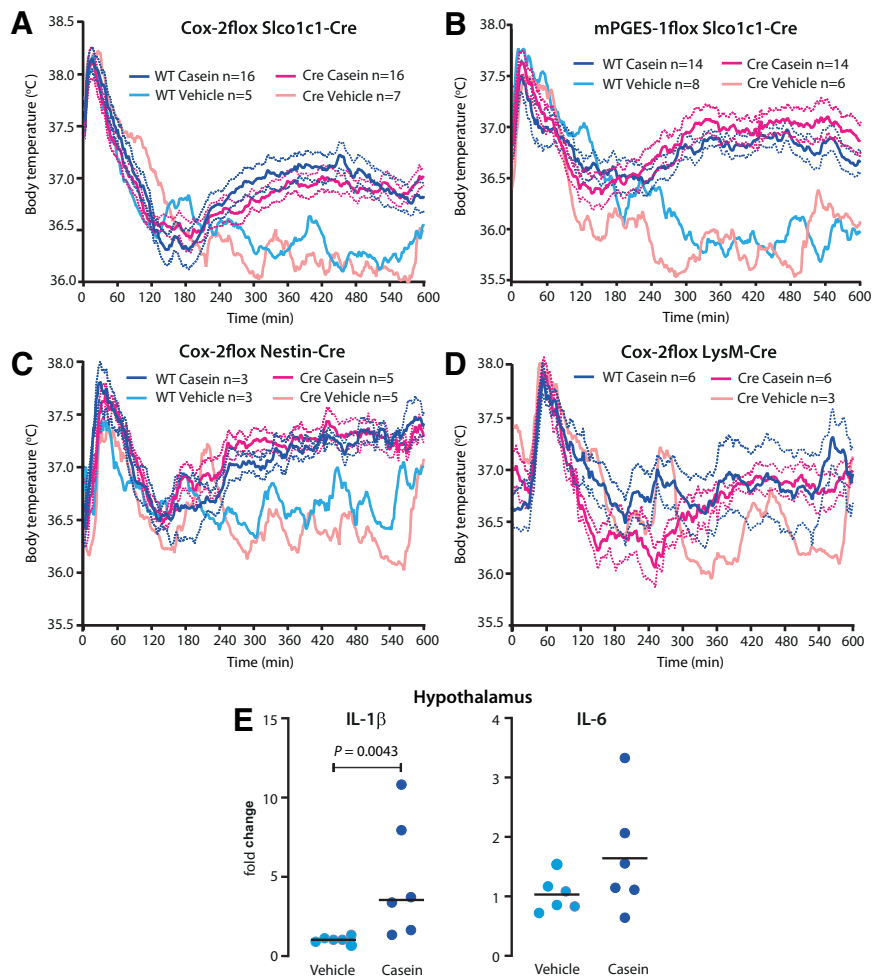 A
Cox-2flox Slco1c1-Cre
38.5
38.0
37.5
37.0
36.5
36.0
Body temperature (°C)
WT Casein n=16
Cre Casein n=16
WT Vehicle n=5
Cre Vehicle n=7
0 60 120 180 240 300 360 420 480 540 600
Time (min)
B
mPGES-1flox Slco1c1-Cre
38.0
37.5
37.0
36.5
36.0
35.5
Body temperature (°C)
WT Casein n=14
Cre Casein n=14
WT Vehicle n=8
Cre Vehicle n=6
0 60 120 180 240 300 360 420 480 540 600
Time (min)
C
Cox-2flox Nestin-Cre
38.0
37.5
37.0
36.5
36.0
35.5
Body temperature (°C)
WT Casein n=3
Cre Casein n=5
WT Vehicle n=3
Cre Vehicle n=5
0 60 120 180 240 300 360 420 480 540 600
Time (min)
D
Cox-2flox LysM-Cre
38.0
37.5
37.0
36.5
36.0
35.5
Body temperature (°C)
WT Casein n=6
Cre Casein n=6
Cre Vehicle n=3
0 60 120 180 240 300 360 420 480 540 600
Time (min)
Hypothalamus
E
IL-1β
15
10
5
0
fold change
P = 0.0043
Vehicle Casein
IL-6
4
3
2
1
0
Vehicle Casein